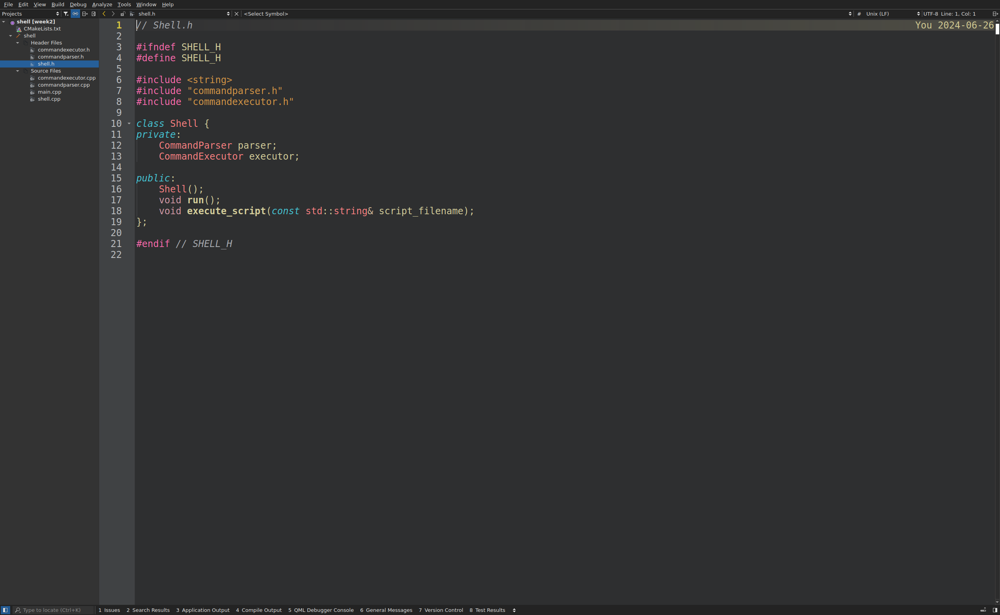 File Edit View Build Debug Analyze Tools Window Help
Projects shell.h <Select Symbol> # Unix (LF) UTF-8 Line: 1, Col: 1
shell [week2]
CMakeLists.txt
shell
Header Files
commandexecutor.h
commandparser.h
shell.h
Source Files
commandexecutor.cpp
commandparser.cpp
main.cpp
shell.cpp
1 // Shell.h You 2024-06-26
2
3 #ifndef SHELL_H
4 #define SHELL_H
5
6 #include <string>
7 #include "commandparser.h"
8 #include "commandexecutor.h"
9
10 class Shell {
11 private:
12     CommandParser parser;
13     CommandExecutor executor;
14
15 public:
16     Shell();
17     void run();
18     void execute_script(const std::string& script_filename);
19 };
20
21 #endif // SHELL_H
22
Type to locate (Ctrl+K) 1 Issues 2 Search Results 3 Application Output 4 Compile Output 5 QML Debugger Console 6 General Messages 7 Version Control 8 Test Results